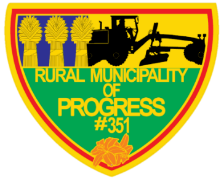 RURAL MUNICIPALITY
OF
PROGRESS
#351